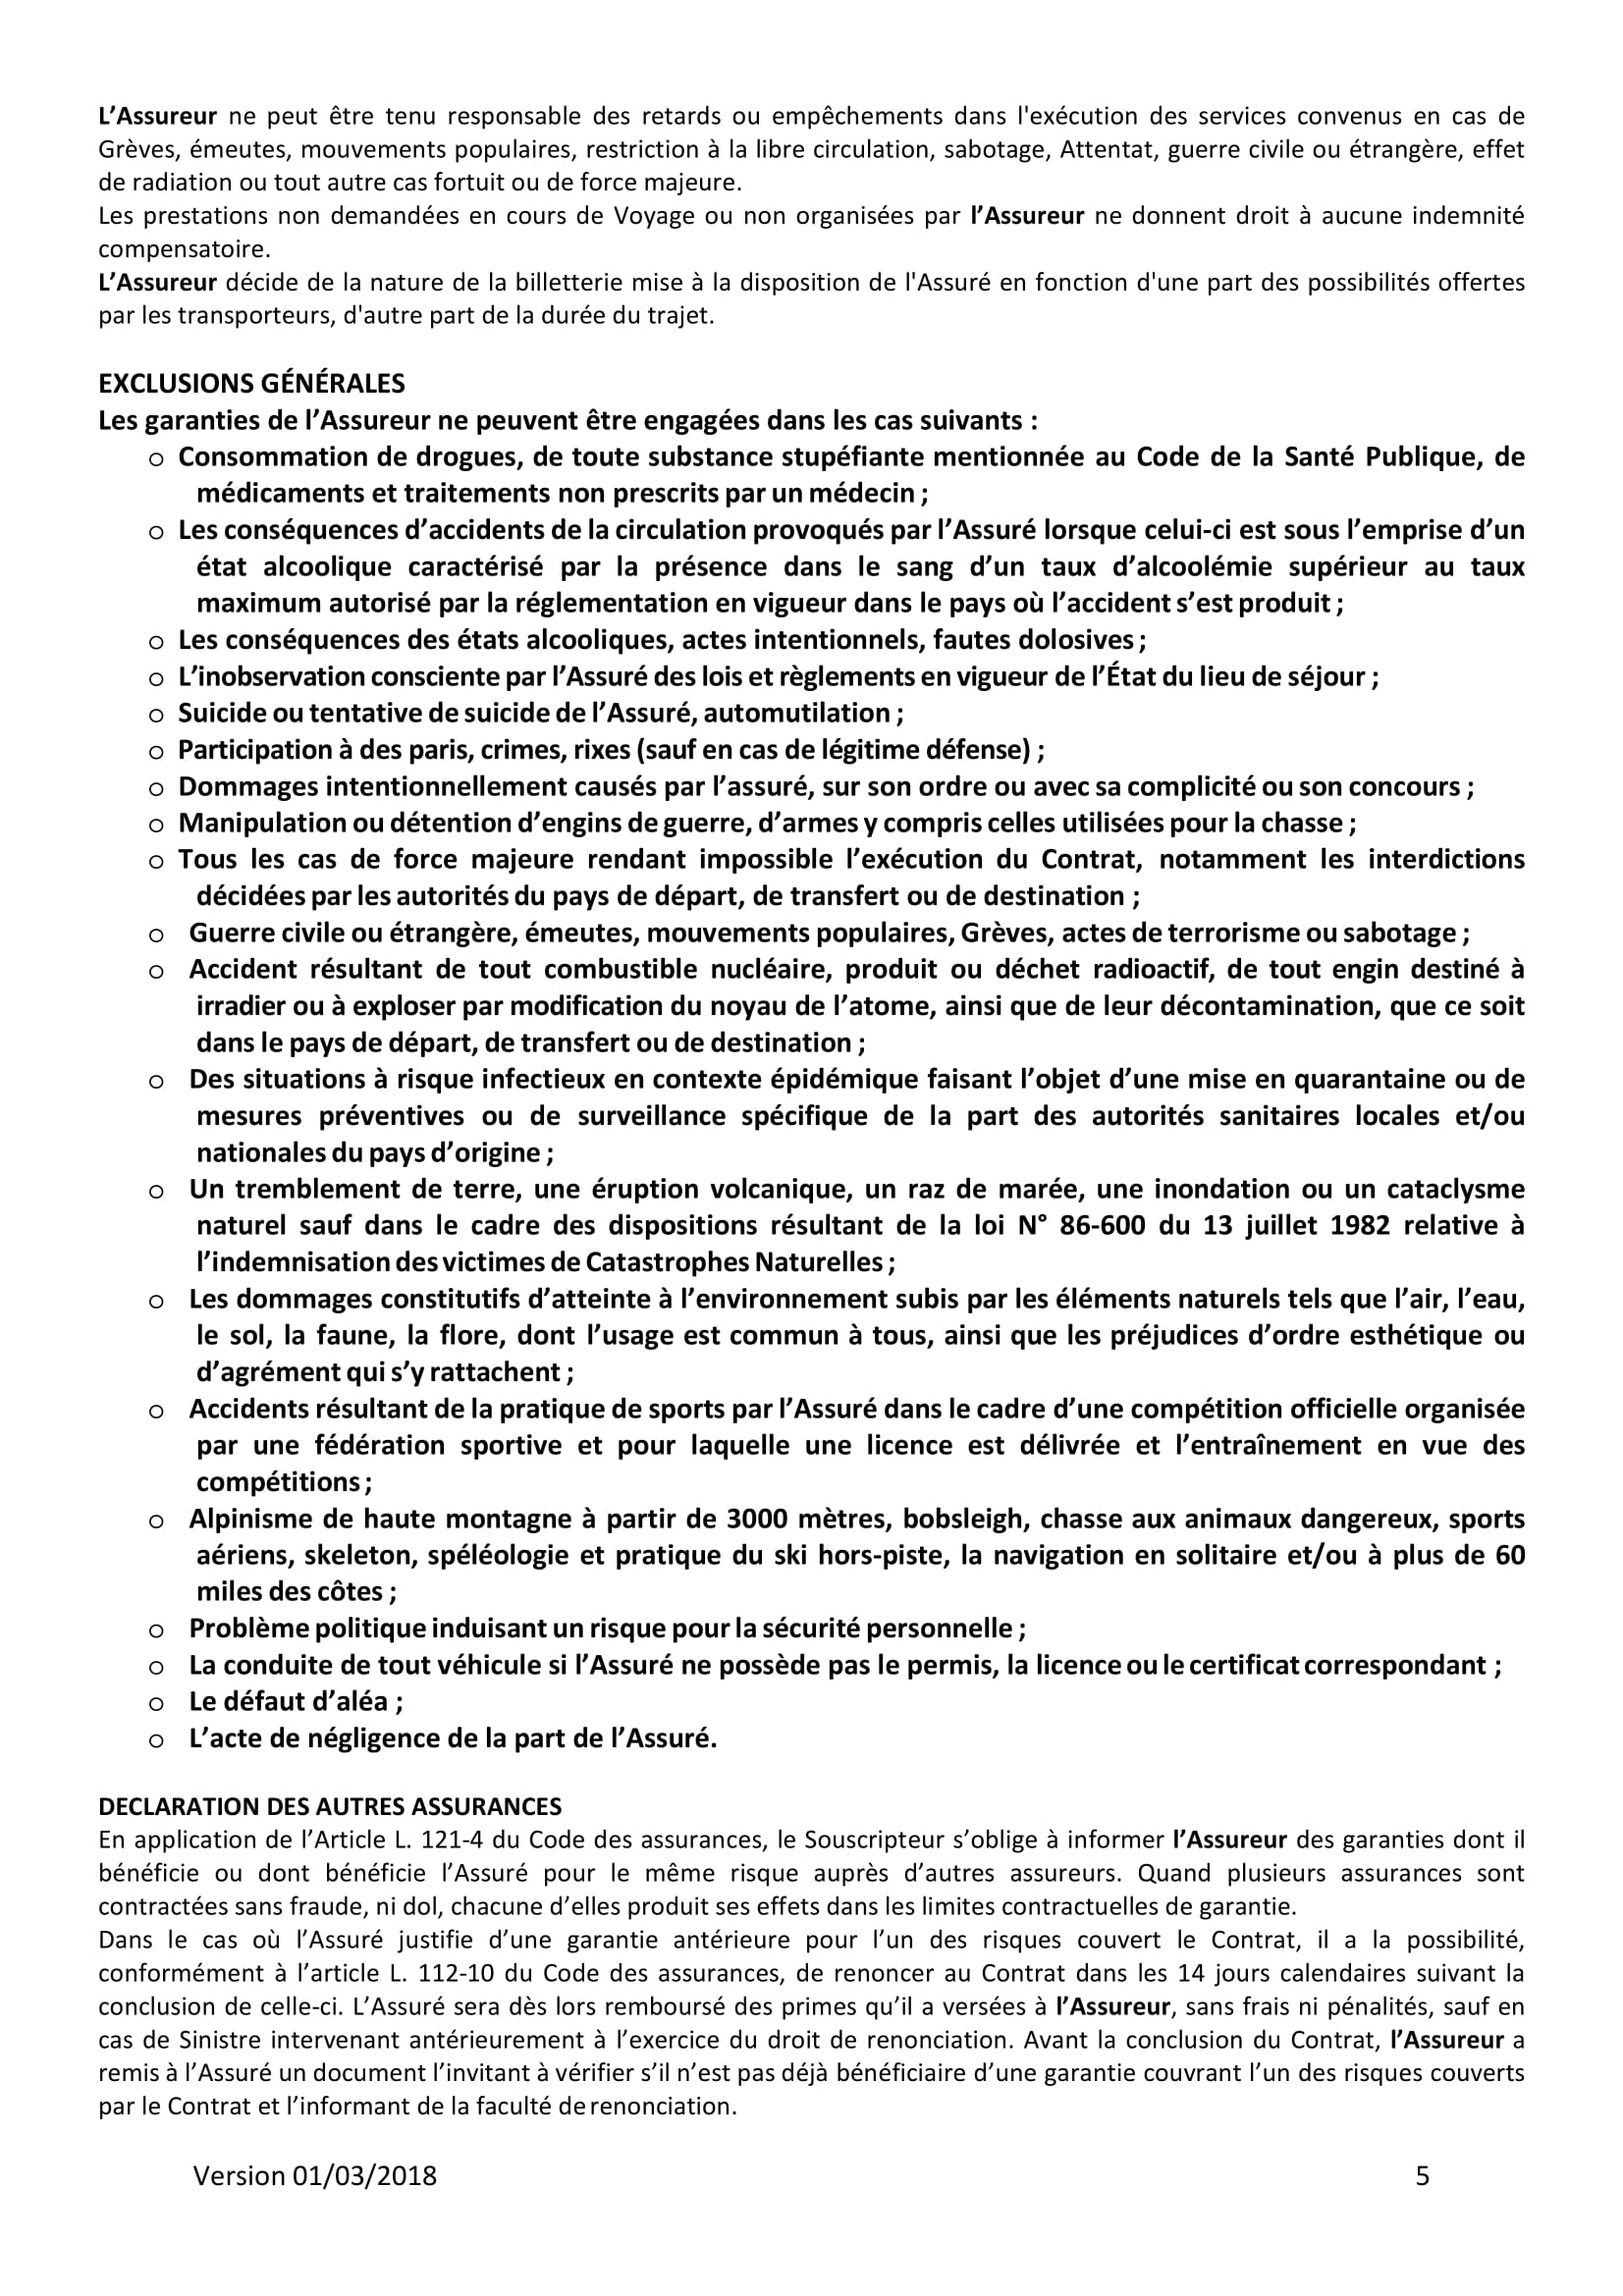 L’Assureur ne peut être tenu responsable des retards ou empêchements dans l'exécution des services convenus en cas de
Grèves, émeutes, mouvements populaires, restriction à la libre circulation, sabotage, Attentat, guerre civile ou étrangère, effet
de radiation ou tout autre cas fortuit ou de force majeure.
Les prestations non demandées en cours de Voyage ou non organisées par l’Assureur ne donnent droit à aucune indemnité
compensatoire.
L’Assureur décide de la nature de la billetterie mise à la disposition de l'Assuré en fonction d'une part des possibilités offertes
par les transporteurs, d'autre part de la durée du trajet.
EXCLUSIONS GÉNÉRALES
Les garanties de l’Assureur ne peuvent être engagées dans les cas suivants :
o Consommation de drogues, de toute substance stupéfiante mentionnée au Code de la Santé Publique, de
médicaments et traitements non prescrits par un médecin ;
o Les conséquences d’accidents de la circulation provoqués par l’Assuré lorsque celui-ci est sous l’emprise d’un
état alcoolique caractérisé par la présence dans le sang d’un taux d’alcoolémie supérieur au taux
maximum autorisé par la réglementation en vigueur dans le pays où l’accident s’est produit ;
o Les conséquences des états alcooliques, actes intentionnels, fautes dolosives ;
o L’inobservation consciente par l’Assuré des lois et règlements en vigueur de l’État du lieu de séjour ;
o Suicide ou tentative de suicide de l’Assuré, automutilation ;
o Participation à des paris, crimes, rixes (sauf en cas de légitime défense) ;
o Dommages intentionnellement causés par l’assuré, sur son ordre ou avec sa complicité ou son concours ;
o Manipulation ou détention d’engins de guerre, d’armes y compris celles utilisées pour la chasse ;
o Tous les cas de force majeure rendant impossible l’exécution du Contrat, notamment les interdictions
décidées par les autorités du pays de départ, de transfert ou de destination ;
o Guerre civile ou étrangère, émeutes, mouvements populaires, Grèves, actes de terrorisme ou sabotage ;
o Accident résultant de tout combustible nucléaire, produit ou déchet radioactif, de tout engin destiné à
irradier ou à exploser par modification du noyau de l’atome, ainsi que de leur décontamination, que ce soit
dans le pays de départ, de transfert ou de destination ;
o Des situations à risque infectieux en contexte épidémique faisant l’objet d’une mise en quarantaine ou de
mesures préventives ou de surveillance spécifique de la part des autorités sanitaires locales et/ou
nationales du pays d’origine ;
o Un tremblement de terre, une éruption volcanique, un raz de marée, une inondation ou un cataclysme
naturel sauf dans le cadre des dispositions résultant de la loi N° 86-600 du 13 juillet 1982 relative à
l’indemnisation des victimes de Catastrophes Naturelles ;
o Les dommages constitutifs d’atteinte à l’environnement subis par les éléments naturels tels que l’air, l’eau,
le sol, la faune, la flore, dont l’usage est commun à tous, ainsi que les préjudices d’ordre esthétique ou
d’agrément qui s’y rattachent ;
o Accidents résultant de la pratique de sports par l’Assuré dans le cadre d’une compétition officielle organisée
par une fédération sportive et pour laquelle une licence est délivrée et l’entraînement en vue des
compétitions ;
o Alpinisme de haute montagne à partir de 3000 mètres, bobsleigh, chasse aux animaux dangereux, sports
aériens, skeleton, spéléologie et pratique du ski hors-piste, la navigation en solitaire et/ou à plus de 60
miles des côtes ;
o Problème politique induisant un risque pour la sécurité personnelle ;
o La conduite de tout véhicule si l’Assuré ne possède pas le permis, la licence ou le certificat correspondant ;
o Le défaut d’aléa ;
o L’acte de négligence de la part de l’Assuré.
DECLARATION DES AUTRES ASSURANCES
En application de l’Article L. 121-4 du Code des assurances, le Souscripteur s’oblige à informer l’Assureur des garanties dont il
bénéficie ou dont bénéficie l’Assuré pour le même risque auprès d’autres assureurs. Quand plusieurs assurances sont
contractées sans fraude, ni dol, chacune d’elles produit ses effets dans les limites contractuelles de garantie.
Dans le cas où l’Assuré justifie d’une garantie antérieure pour l’un des risques couvert le Contrat, il a la possibilité,
conformément à l’article L. 112-10 du Code des assurances, de renoncer au Contrat dans les 14 jours calendaires suivant la
conclusion de celle-ci. L’Assuré sera dès lors remboursé des primes qu’il a versées à l’Assureur, sans frais ni pénalités, sauf en
cas de Sinistre intervenant antérieurement à l’exercice du droit de renonciation. Avant la conclusion du Contrat, l’Assureur a
remis à l’Assuré un document l’invitant à vérifier s’il n’est pas déjà bénéficiaire d’une garantie couvrant l’un des risques couverts
par le Contrat et l’informant de la faculté de renonciation.
Version 01/03/2018 5